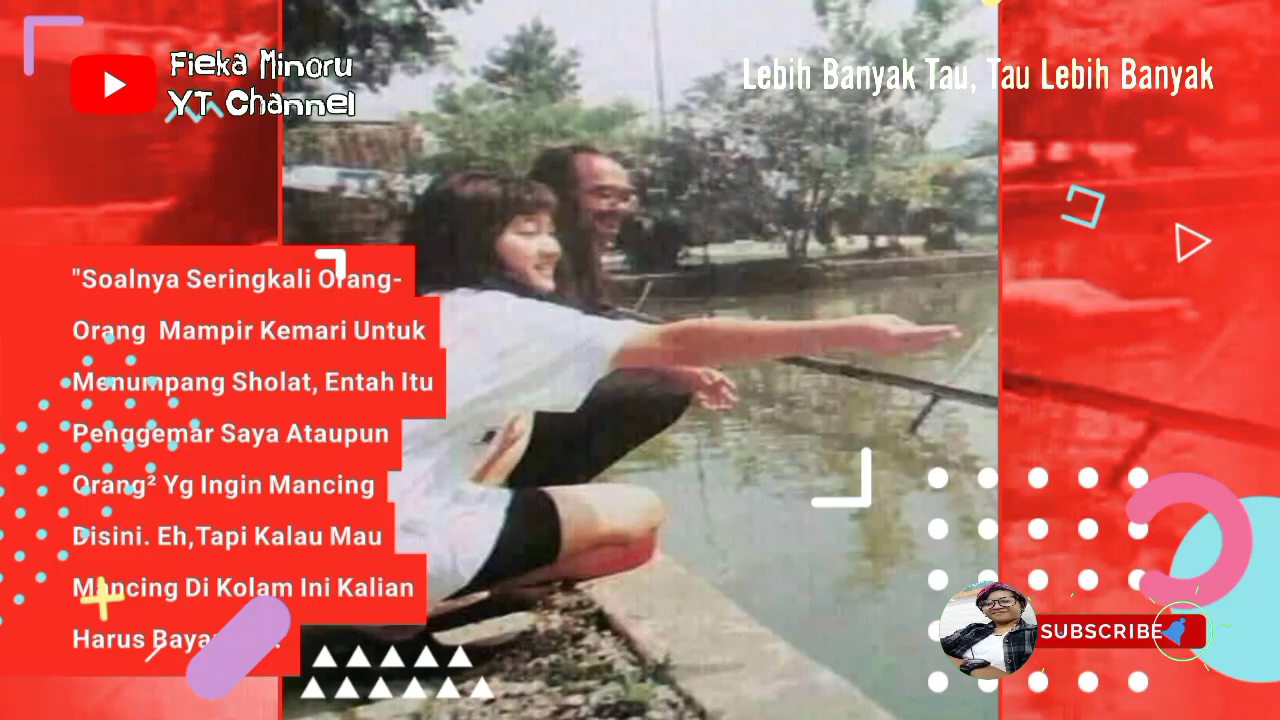 Fieka Minoru
YT Channel
Lebih Banyak Tau, Tau Lebih Banyak
"Soalnya Seringkali Orang-
Orang Mampir Kemari Untuk
Menumpang Sholat, Entah Itu
Penggemar Saya Ataupun
Orang² Yg Ingin Mancing
Disini. Eh,Tapi Kalau Mau
Mancing Di Kolam Ini Kalian
Harus
SUBSCRIBE